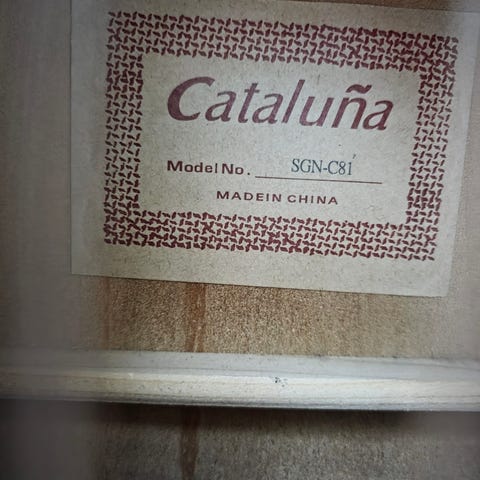 Cataluña
Model No. SGN-C81
MADEIN CHINA